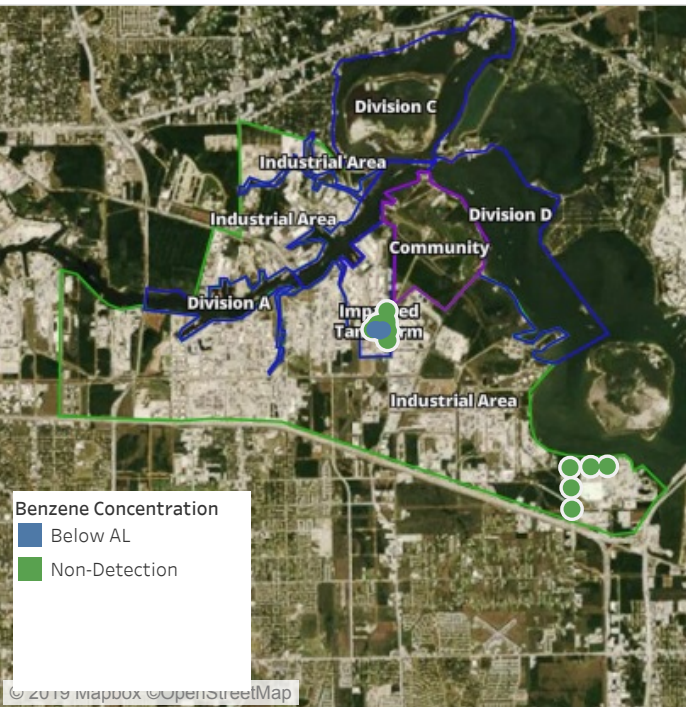 Division C
Industrial Area
Industrial Area
Division D
Community
Division A
Industrial Area
Benzene Concentration
Below AL
Non-Detection
© 2019 Mapbox ©OpenStreetMap